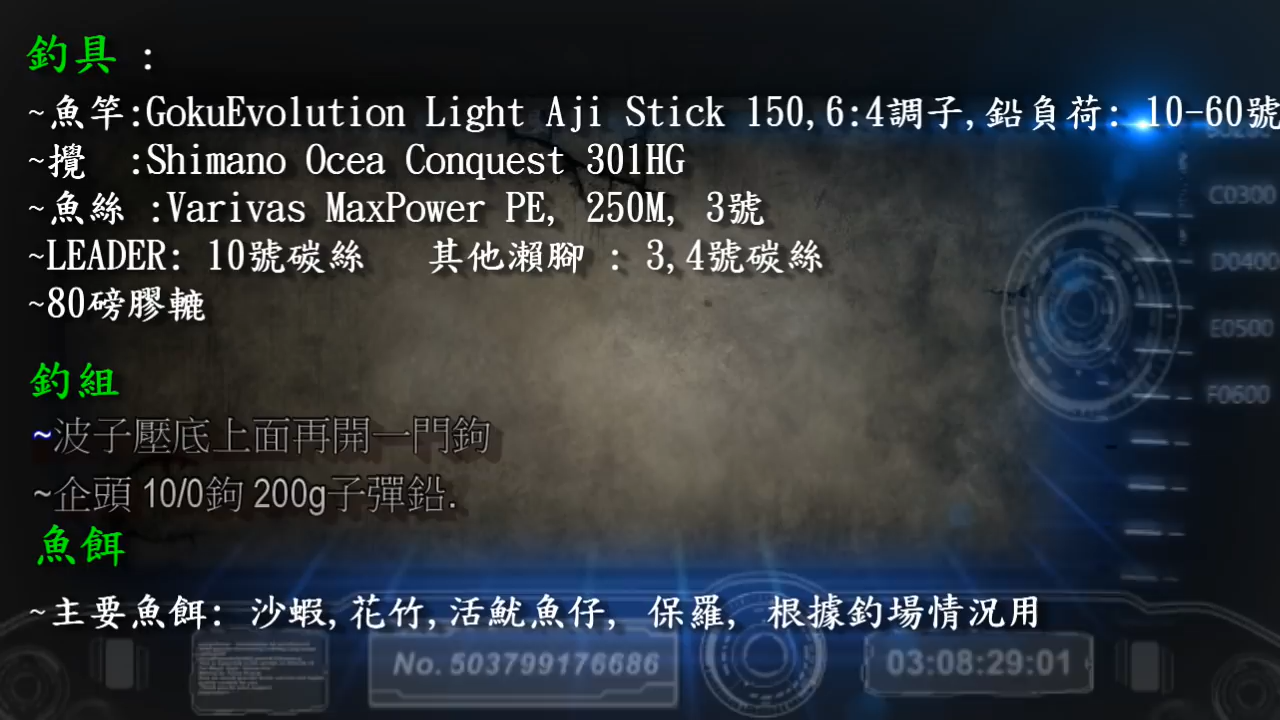 釣具 :
~魚竿:GokuEvolution Light Aji Stick 150,6:4調子,鉛負荷: 10-60號
~攪 :Shimano Ocea Conquest 301HG
~魚絲 :Varivas MaxPower PE, 250M, 3號
~LEADER: 10號碳絲 其他瀨腳 : 3,4號碳絲
~80磅膠轆
釣組
~波子壓底上面再開一門鉤
~企頭 10/0鉤 200g子彈鉛.
魚餌
~主要魚餌: 沙蝦,花竹,活魷魚仔, 保羅, 根據釣場情況用
C0300
D0400
E0500
F0600
No. 503799176686
03:08:29:01